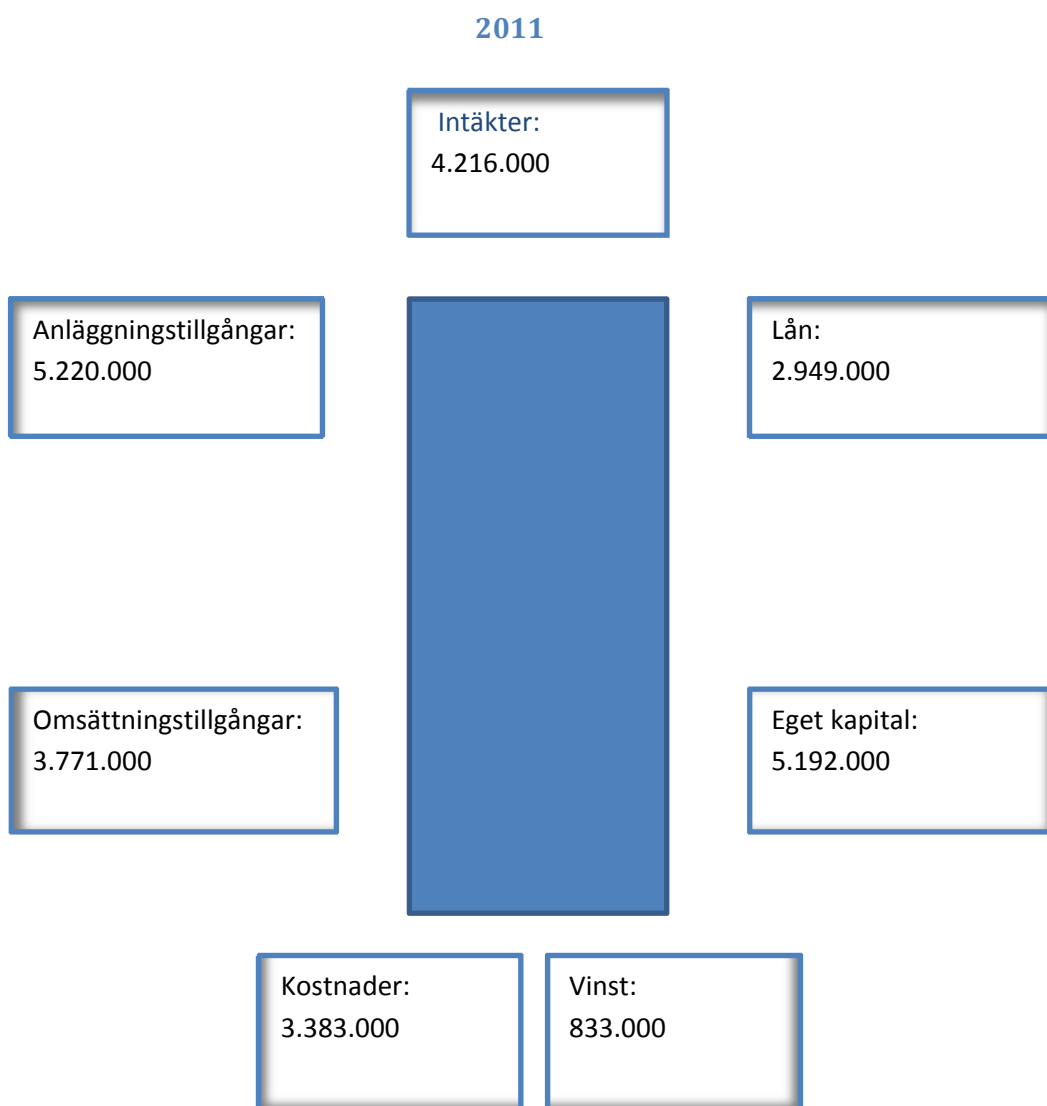 2011
Intäkter:
4.216.000
Anläggningstillgångar:
5.220.000
Lån:
2.949.000
Omsättningstillgångar:
3.771.000
Eget kapital:
5.192.000
Kostnader:
3.383.000
Vinst:
833.000